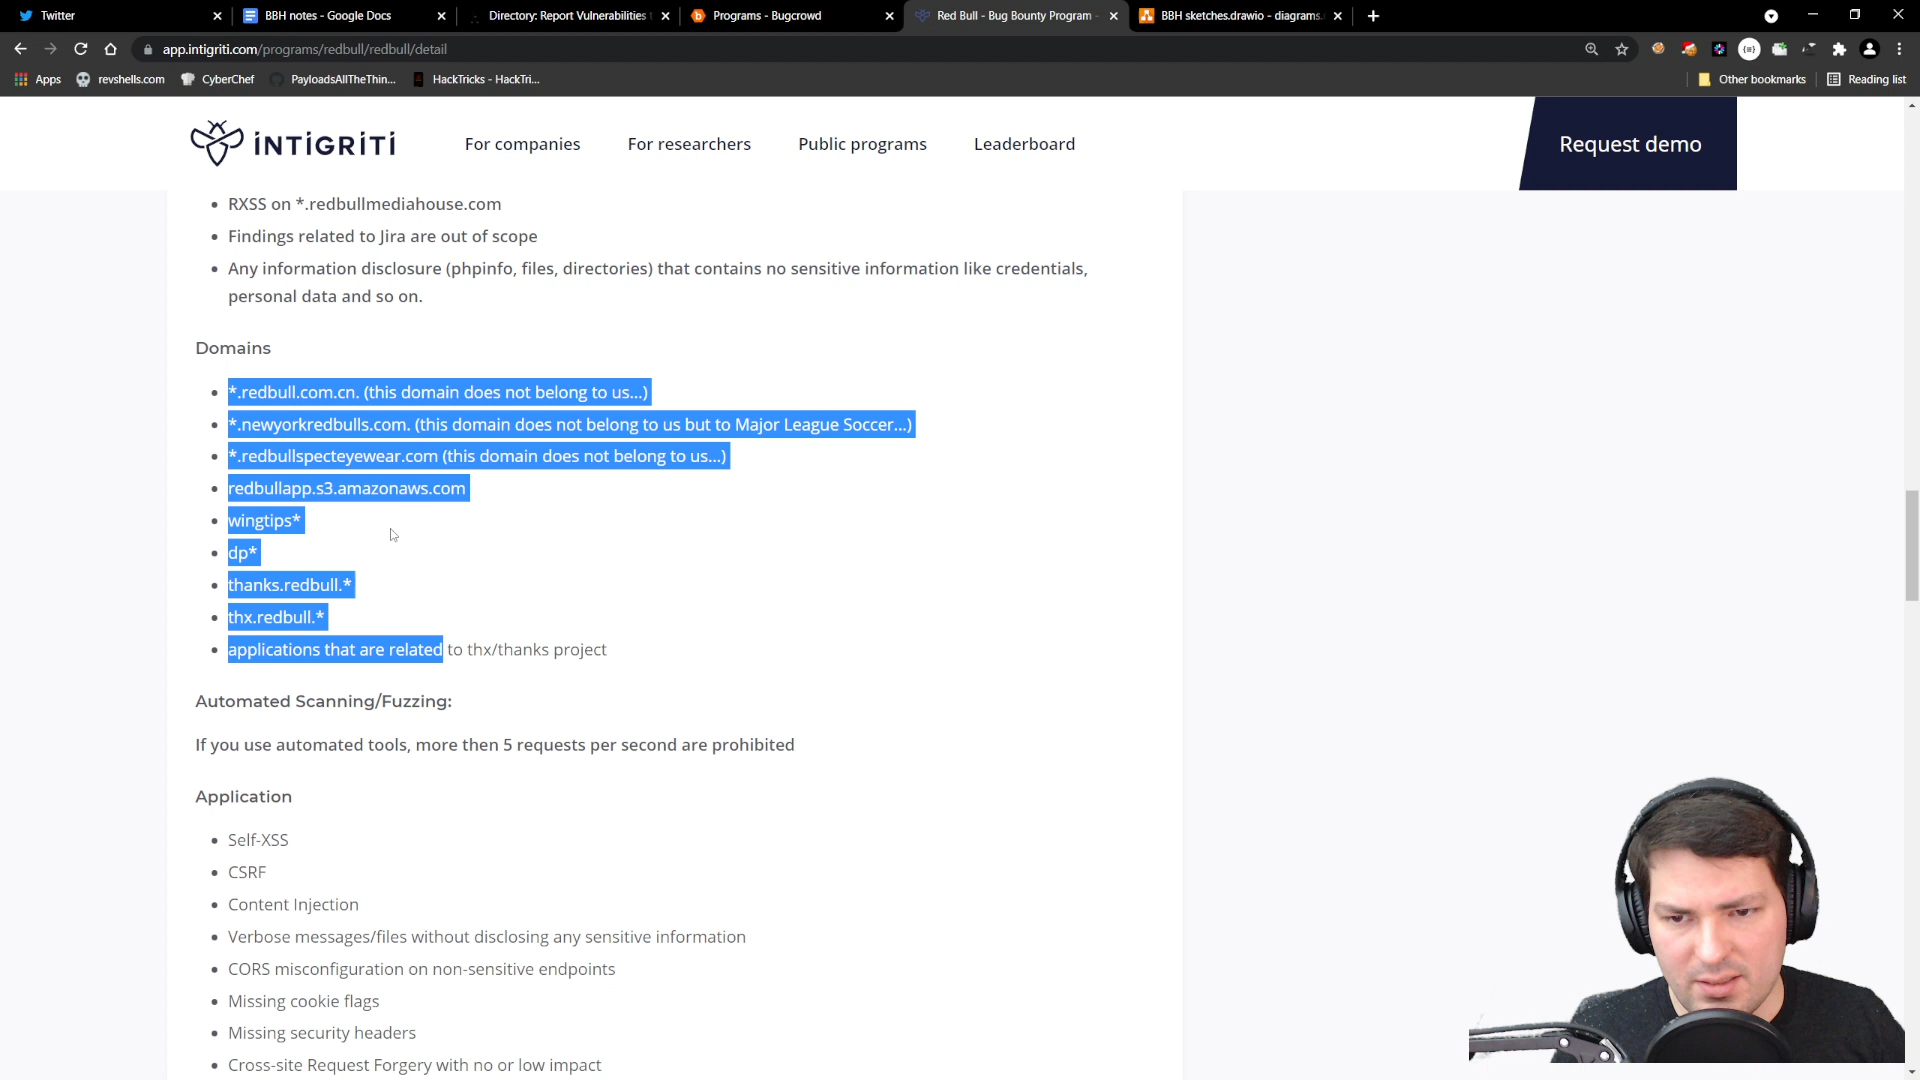 Twitter
BBH notes - Google Docs
Directory: Report Vulnerabilities
Programs - Bugcrowd
Red Bull - Bug Bounty Program -
BBH sketches.drawio - diagrams.
app.intigriti.com/programs/redbull/redbull/detail
Apps
revshells.com
CyberChef
PayloadsAllTheThin...
HackTricks - HackTri...
Other bookmarks
Reading list
INTIGRITI
For companies
For researchers
Public programs
Leaderboard
Request demo
• RXSS on *.redbullmediahouse.com
• Findings related to Jira are out of scope
• Any information disclosure (phpinfo, files, directories) that contains no sensitive information like credentials,
personal data and so on.
Domains
• *.redbull.com.cn. (this domain does not belong to us...)
• *.newyorkredbulls.com. (this domain does not belong to us but to Major League Soccer...)
• *.redbullspecteyewear.com (this domain does not belong to us...)
• redbullapp.s3.amazonaws.com
• wingtips*
• dp*
• thanks.redbull.*
• thx.redbull.*
• applications that are related to thx/thanks project
Automated Scanning/Fuzzing:
If you use automated tools, more then 5 requests per second are prohibited
Application
• Self-XSS
• CSRF
• Content Injection
• Verbose messages/files without disclosing any sensitive information
• CORS misconfiguration on non-sensitive endpoints
• Missing cookie flags
• Missing security headers
• Cross-site Request Forgery with no or low impact